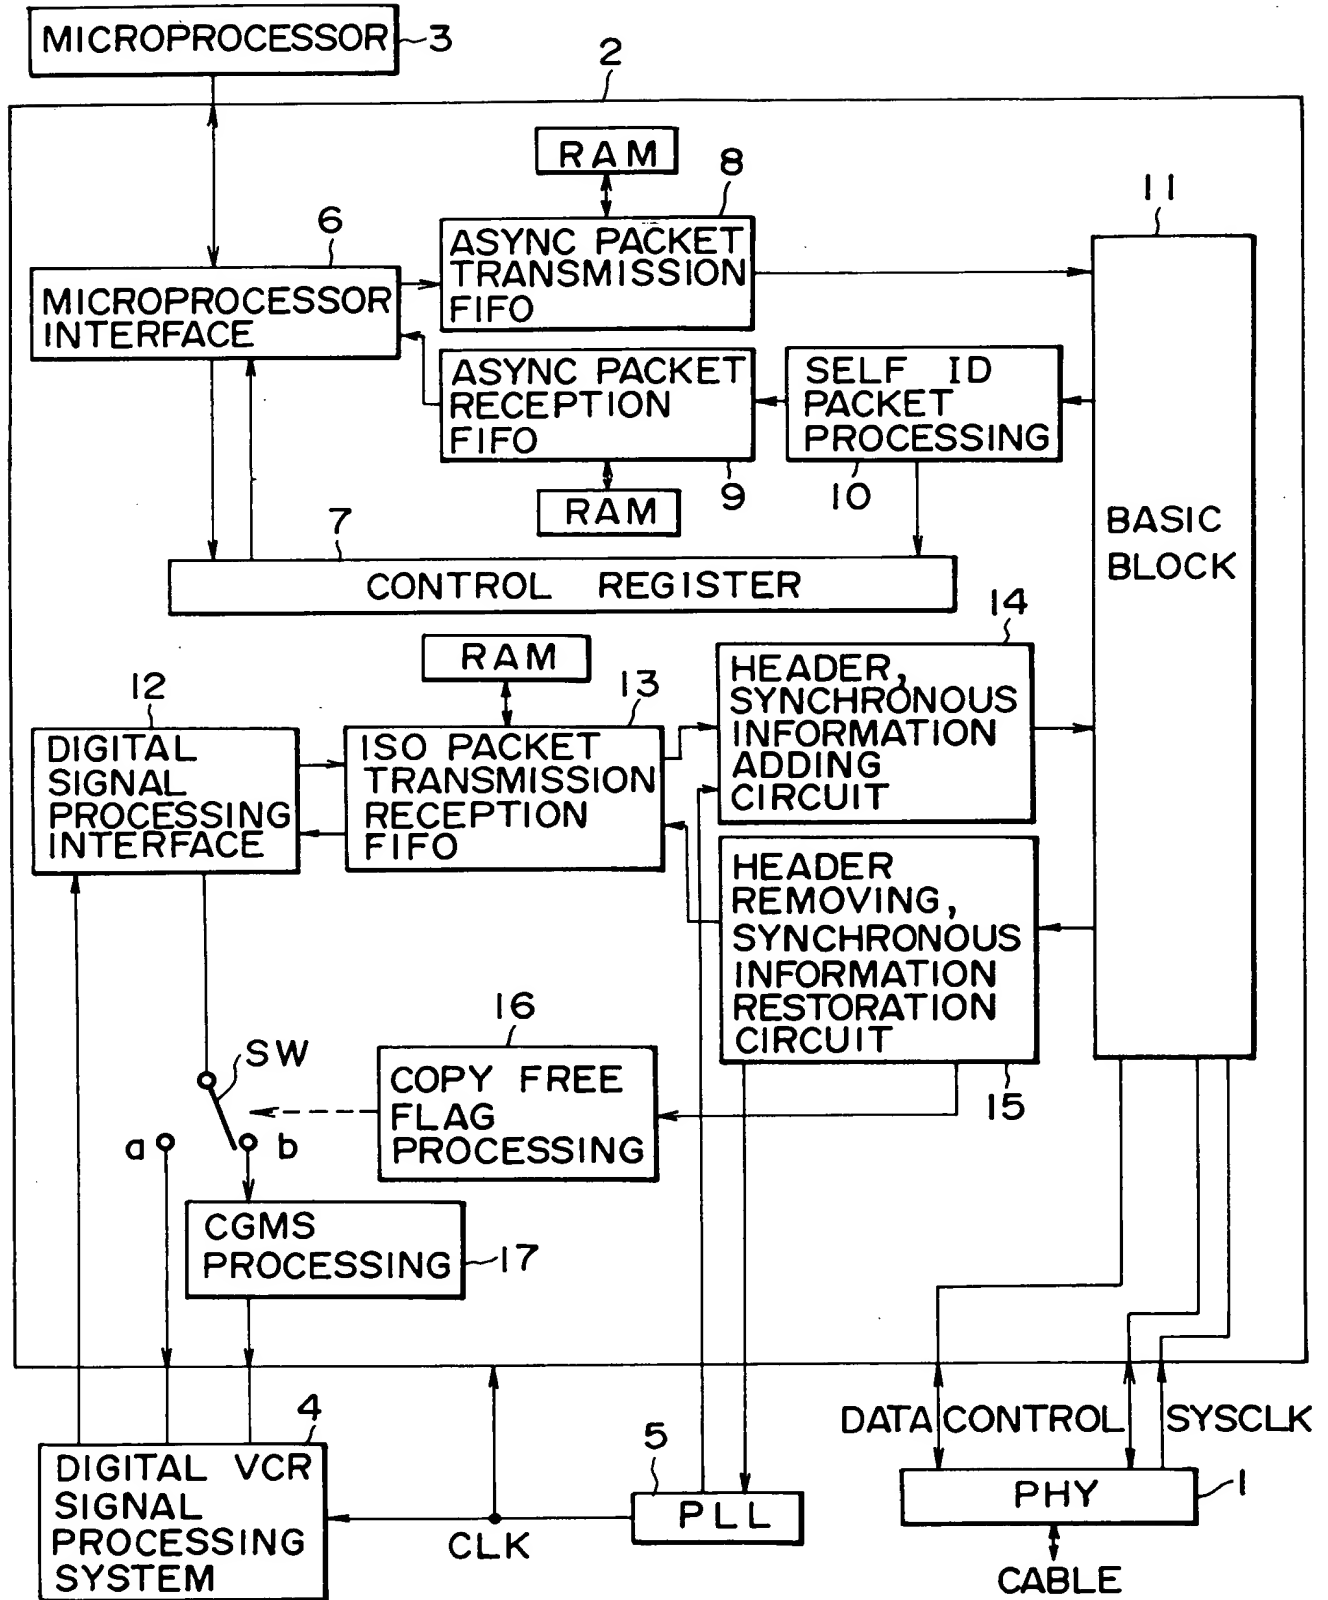 MICROPROCESSOR 3
2
RAM
8
11
6
ASYNC PACKET
TRANSMISSION
FIFO
MICROPROCESSOR
INTERFACE
ASYNC PACKET
RECEPTION
FIFO
SELF ID
PACKET
PROCESSING
9
10
RAM
BASIC
BLOCK
7
CONTROL REGISTER
14
RAM
13
12
HEADER,
SYNCHRONOUS
INFORMATION
ADDING
CIRCUIT
DIGITAL
SIGNAL
PROCESSING
INTERFACE
ISO PACKET
TRANSMISSION
RECEPTION
FIFO
HEADER
REMOVING,
SYNCHRONOUS
INFORMATION
RESTORATION
CIRCUIT
16
SW
COPY FREE
FLAG
PROCESSING
15
a b
CGMS
PROCESSING
17
4
DATA CONTROL SYSCLK
5
DIGITAL VCR
SIGNAL
PROCESSING
SYSTEM
PLL
CLK
PHY 1
CABLE